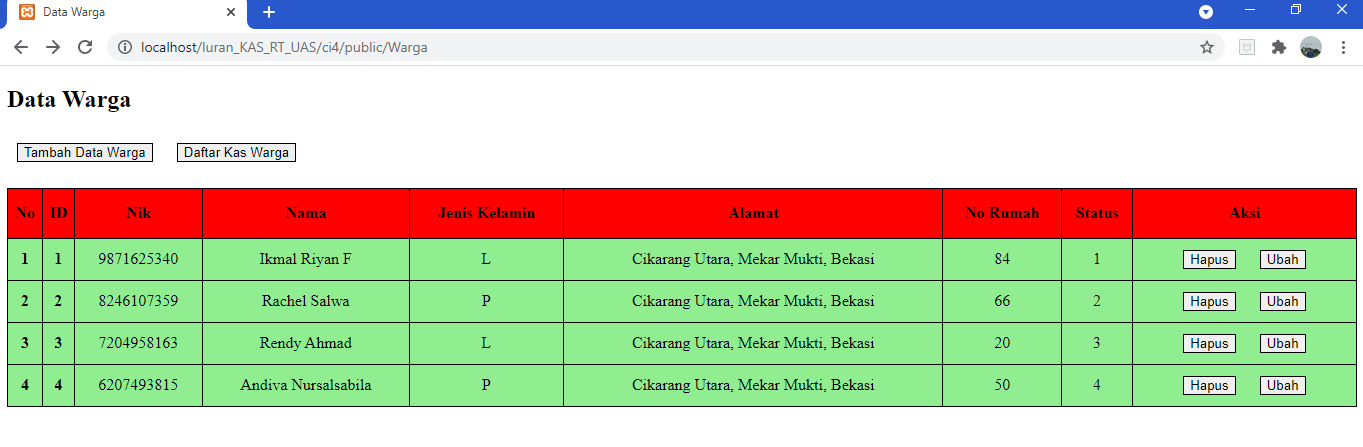 Data Warga
localhost/Iuran_KAS_RT_UAS/ci4/public/Warga
Data Warga
Tambah Data Warga Daftar Kas Warga
No ID Nik Nama Jenis Kelamin Alamat No Rumah Status Aksi
1 1 9871625340 Ikmal Riyan F L Cikarang Utara, Mekar Mukti, Bekasi 84 1 Hapus Ubah
2 2 8246107359 Rachel Salwa P Cikarang Utara, Mekar Mukti, Bekasi 66 2 Hapus Ubah
3 3 7204958163 Rendy Ahmad L Cikarang Utara, Mekar Mukti, Bekasi 20 3 Hapus Ubah
4 4 6207493815 Andiva Nursalsabila P Cikarang Utara, Mekar Mukti, Bekasi 50 4 Hapus Ubah